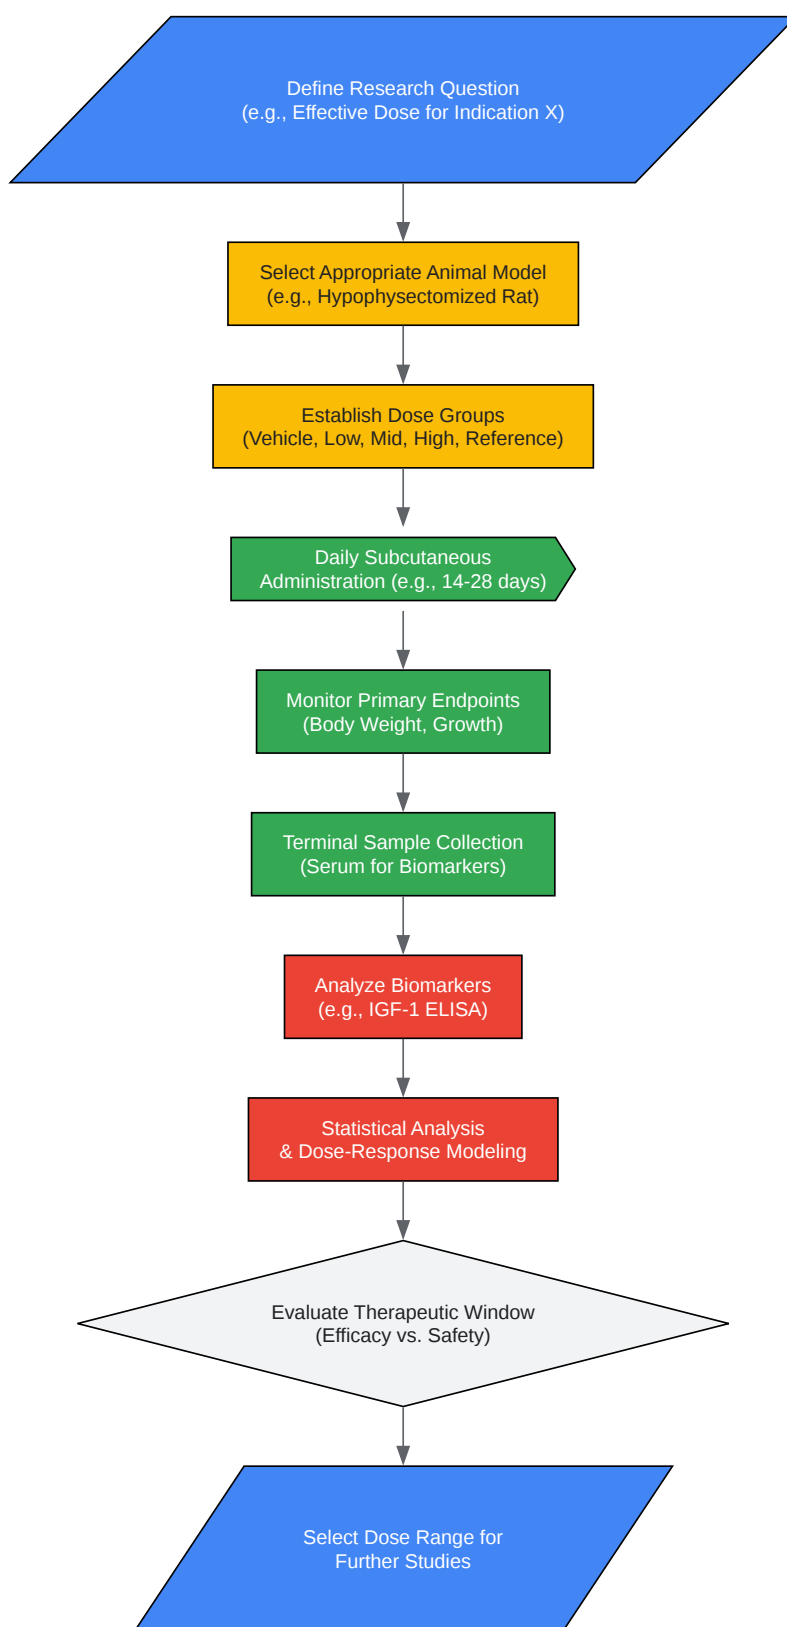 Define Research Question
(e.g., Effective Dose for Indication X)
Select Appropriate Animal Model
(e.g., Hypophysectomized Rat)
Establish Dose Groups
(Vehicle, Low, Mid, High, Reference)
Daily Subcutaneous
Administration (e.g., 14-28 days)
Monitor Primary Endpoints
(Body Weight, Growth)
Terminal Sample Collection
(Serum for Biomarkers)
Analyze Biomarkers
(e.g., IGF-1 ELISA)
Statistical Analysis
& Dose-Response Modeling
Evaluate Therapeutic Window
(Efficacy vs. Safety)
Select Dose Range for
Further Studies